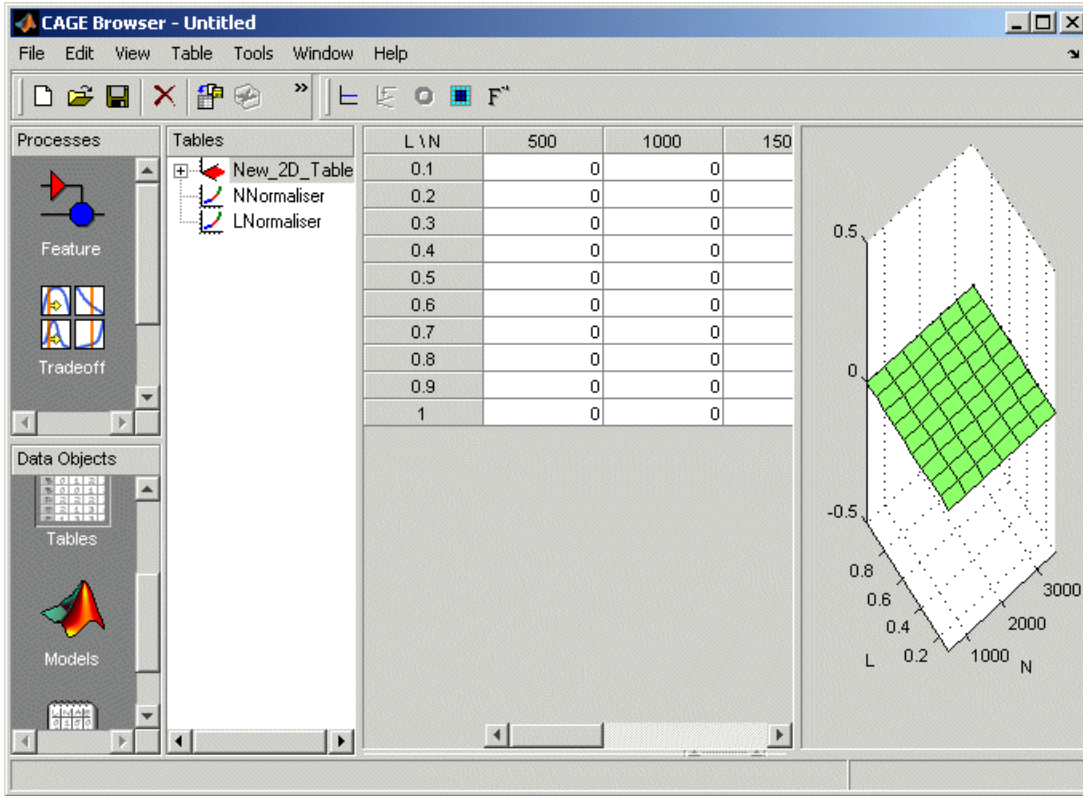 CAGE Browser - Untitled
File Edit View Table Tools Window Help
Processes
Feature
Tradeoff
Data Objects
Tables
Models
Tables
New_2D_Table
NNormaliser
LNormaliser
L \ N 500 1000 150
0.1 0 0
0.2 0 0
0.3 0 0
0.4 0 0
0.5 0 0
0.6 0 0
0.7 0 0
0.8 0 0
0.9 0 0
1 0 0
0.5
0
-0.5
0.8
0.6
0.4
0.2
L
1000
2000
3000
N